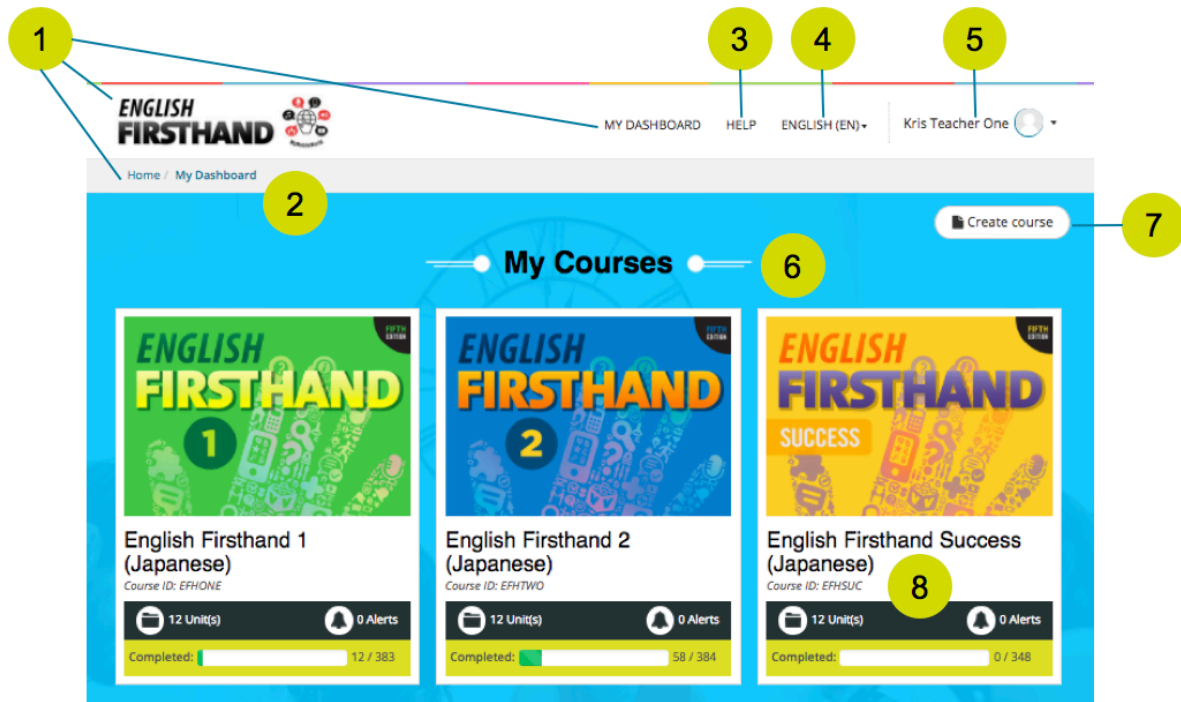 1
3
4
5
ENGLISH
FIRSTHAND
MY DASHBOARD
HELP
ENGLISH (EN)
Kris Teacher One
Home / My Dashboard
2
Create course
7
My Courses
6
ENGLISH
FIRSTHAND
1
FIFTH
EDITION
ENGLISH
FIRSTHAND
2
FIFTH
EDITION
ENGLISH
FIRSTHAND
SUCCESS
FIFTH
EDITION
English Firsthand 1
(Japanese)
Course ID: EFHONE
12 Unit(s)
0 Alerts
Completed:
12 / 383
English Firsthand 2
(Japanese)
Course ID: EFHTWO
12 Unit(s)
0 Alerts
Completed:
58 / 384
English Firsthand Success
(Japanese)
Course ID: EFHSUC
8
12 Unit(s)
0 Alerts
Completed:
0 / 348